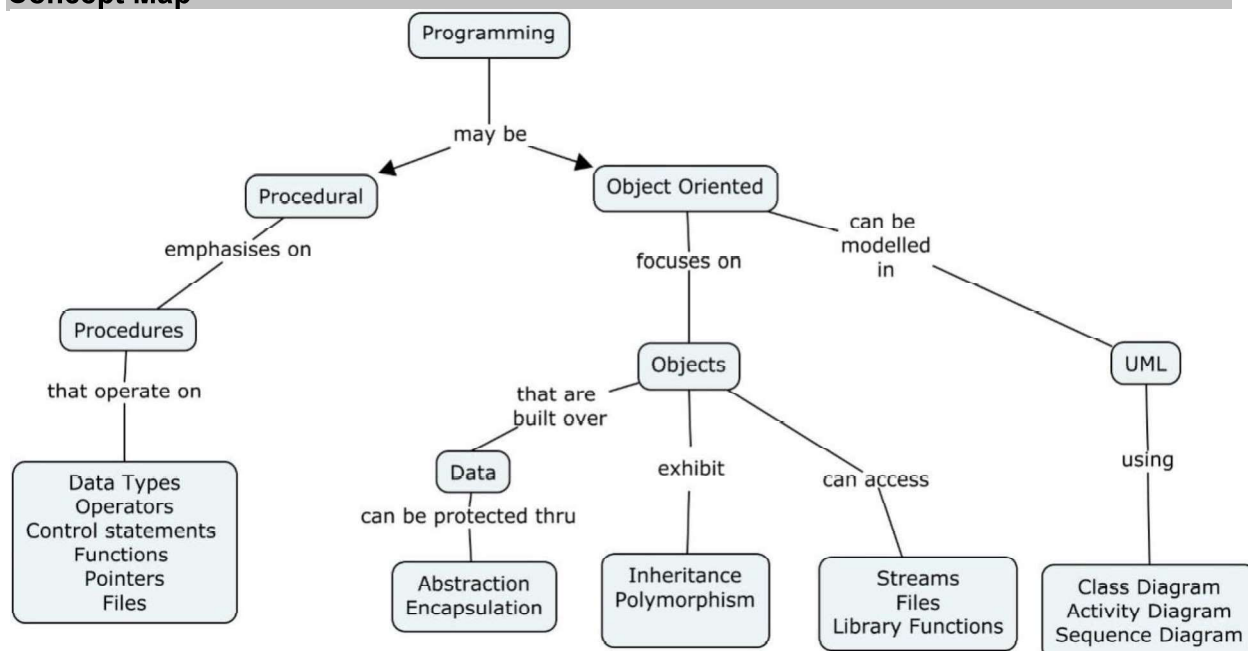 Concept Map
Programming
may be
Procedural
Object Oriented
emphasises on
focuses on
can be
modelled
in
Procedures
Objects
UML
that operate on
that are
built over
Data
exhibit
can access
using
can be protected thru
Data Types
Operators
Control statements
Functions
Pointers
Files
Abstraction
Encapsulation
Inheritance
Polymorphism
Streams
Files
Library Functions
Class Diagram
Activity Diagram
Sequence Diagram